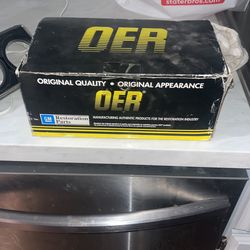 staterbros.com
OER
ORIGINAL QUALITY • ORIGINAL APPEARANCE
OER
MANUFACTURING AUTHENTIC PRODUCTS FOR THE RESTORATION INDUSTRY
GM
Restoration
Parts